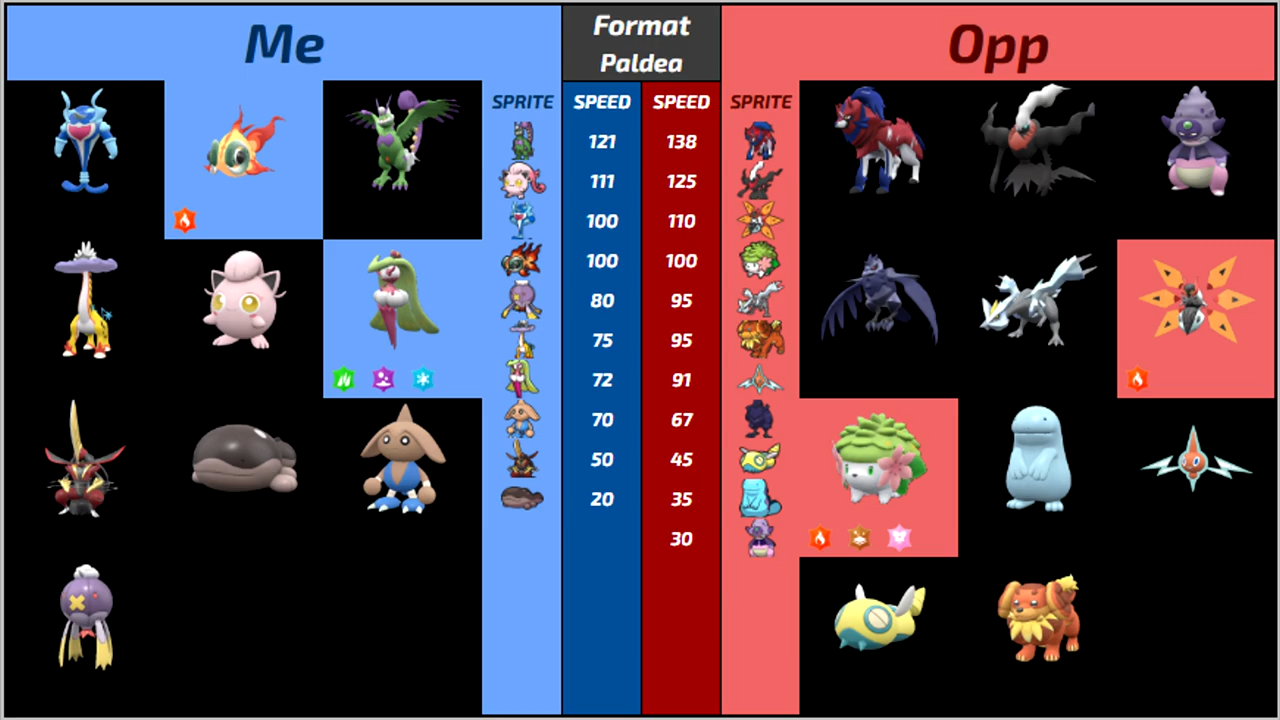 Me
Format
Paldea
Opp
SPRITE SPEED SPEED SPRITE
121 138
111 125
100 110
100 100
80 95
75 95
72 91
70 67
50 45
20 35
30